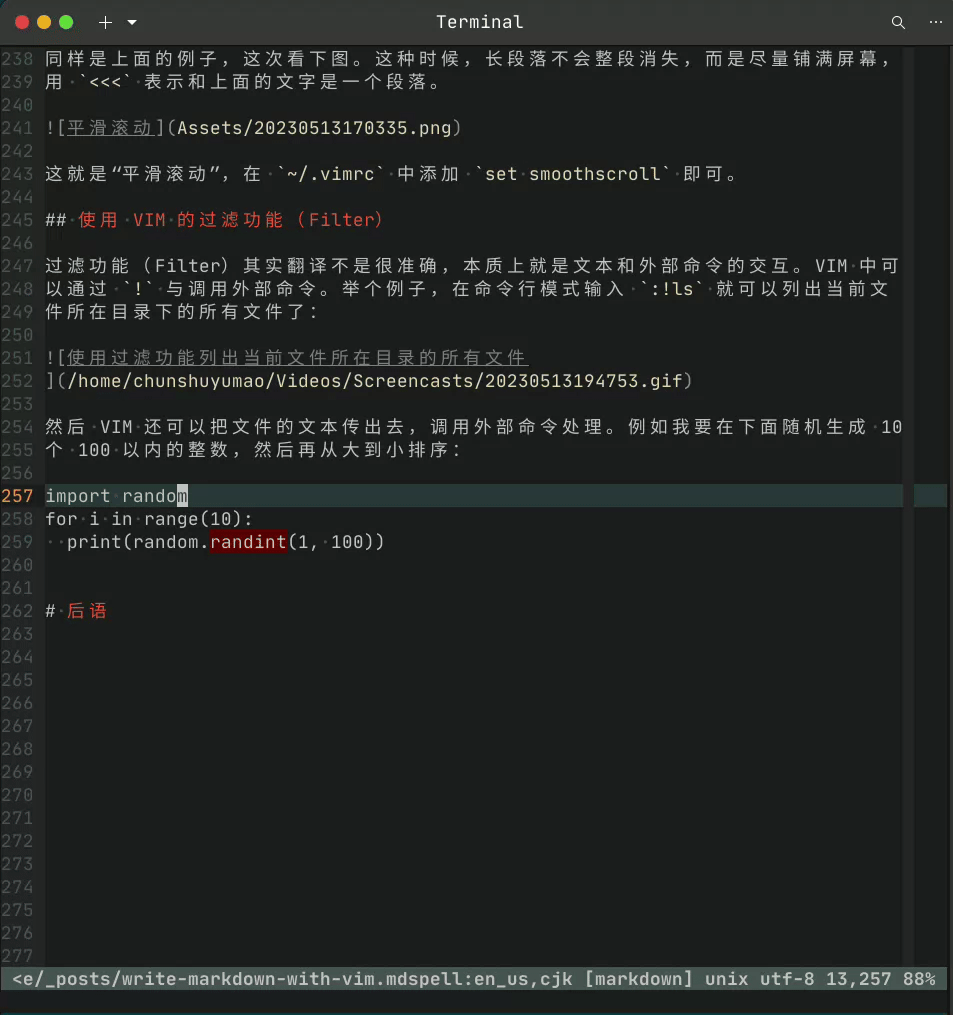 Terminal
238 同样是上面的例子，这次看下图。这种时候，长段落不会整段消失，而是尽量铺满屏幕，
239 用·`<<<`·表示和上面的文字是一个段落。
240
241 ![平滑滚动](Assets/20230513170335.png)
242
243 这就是“平滑滚动”，在·`~/.vimrc`·中添加·`set·smoothscroll`·即可。
244
245 ##·使用·VIM·的过滤功能（Filter）
246
247 过滤功能（Filter）其实翻译不是很准确，本质上就是文本和外部命令的交互。VIM·中可
248 以通过·`!`·与调用外部命令。举个例子，在命令行模式输入·`:!ls`·就可以列出当前文
249 件所在目录下的所有文件了：
250
251 ![使用过滤功能列出当前文件所在目录的所有文件
252 ](/home/chunshuyumao/Videos/Screencasts/20230513194753.gif)
253
254 然后·VIM·还可以把文件的文本传出去，调用外部命令处理。例如我要在下面随机生成·10
255 个·100·以内的整数，然后再从大到小排序：
256
257 import·random
258 for·i·in·range(10):
259 ··print(random.randint(1,·100))
260
261
262 #·后语
263
264
265
266
267
268
269
270
271
272
273
274
275
276
277
<e/_posts/write-markdown-with-vim.mdspell:en_us,cjk [markdown] unix utf-8 13,257 88%